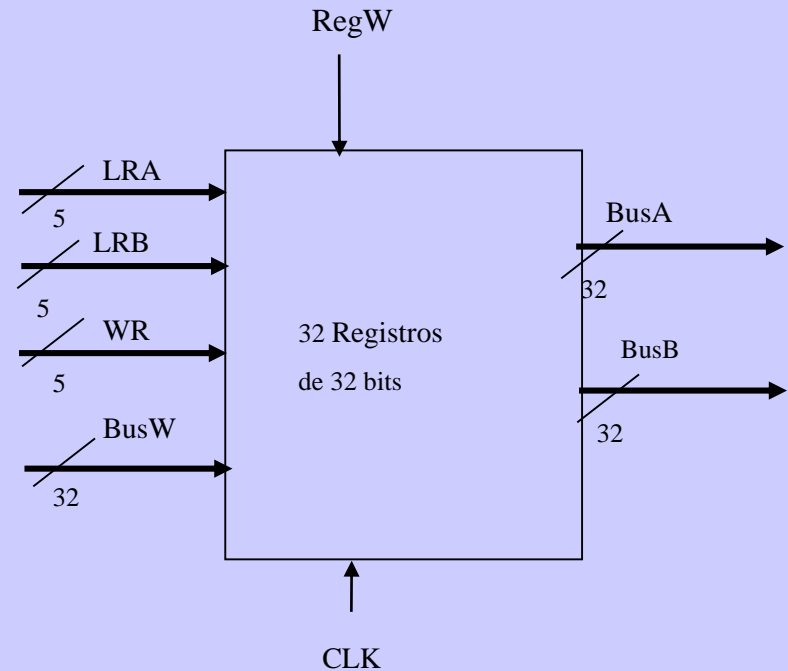 RegW
LRA
5
LRB
5
WR
5
BusW
32
32 Registros
de 32 bits
BusA
32
BusB
32
CLK